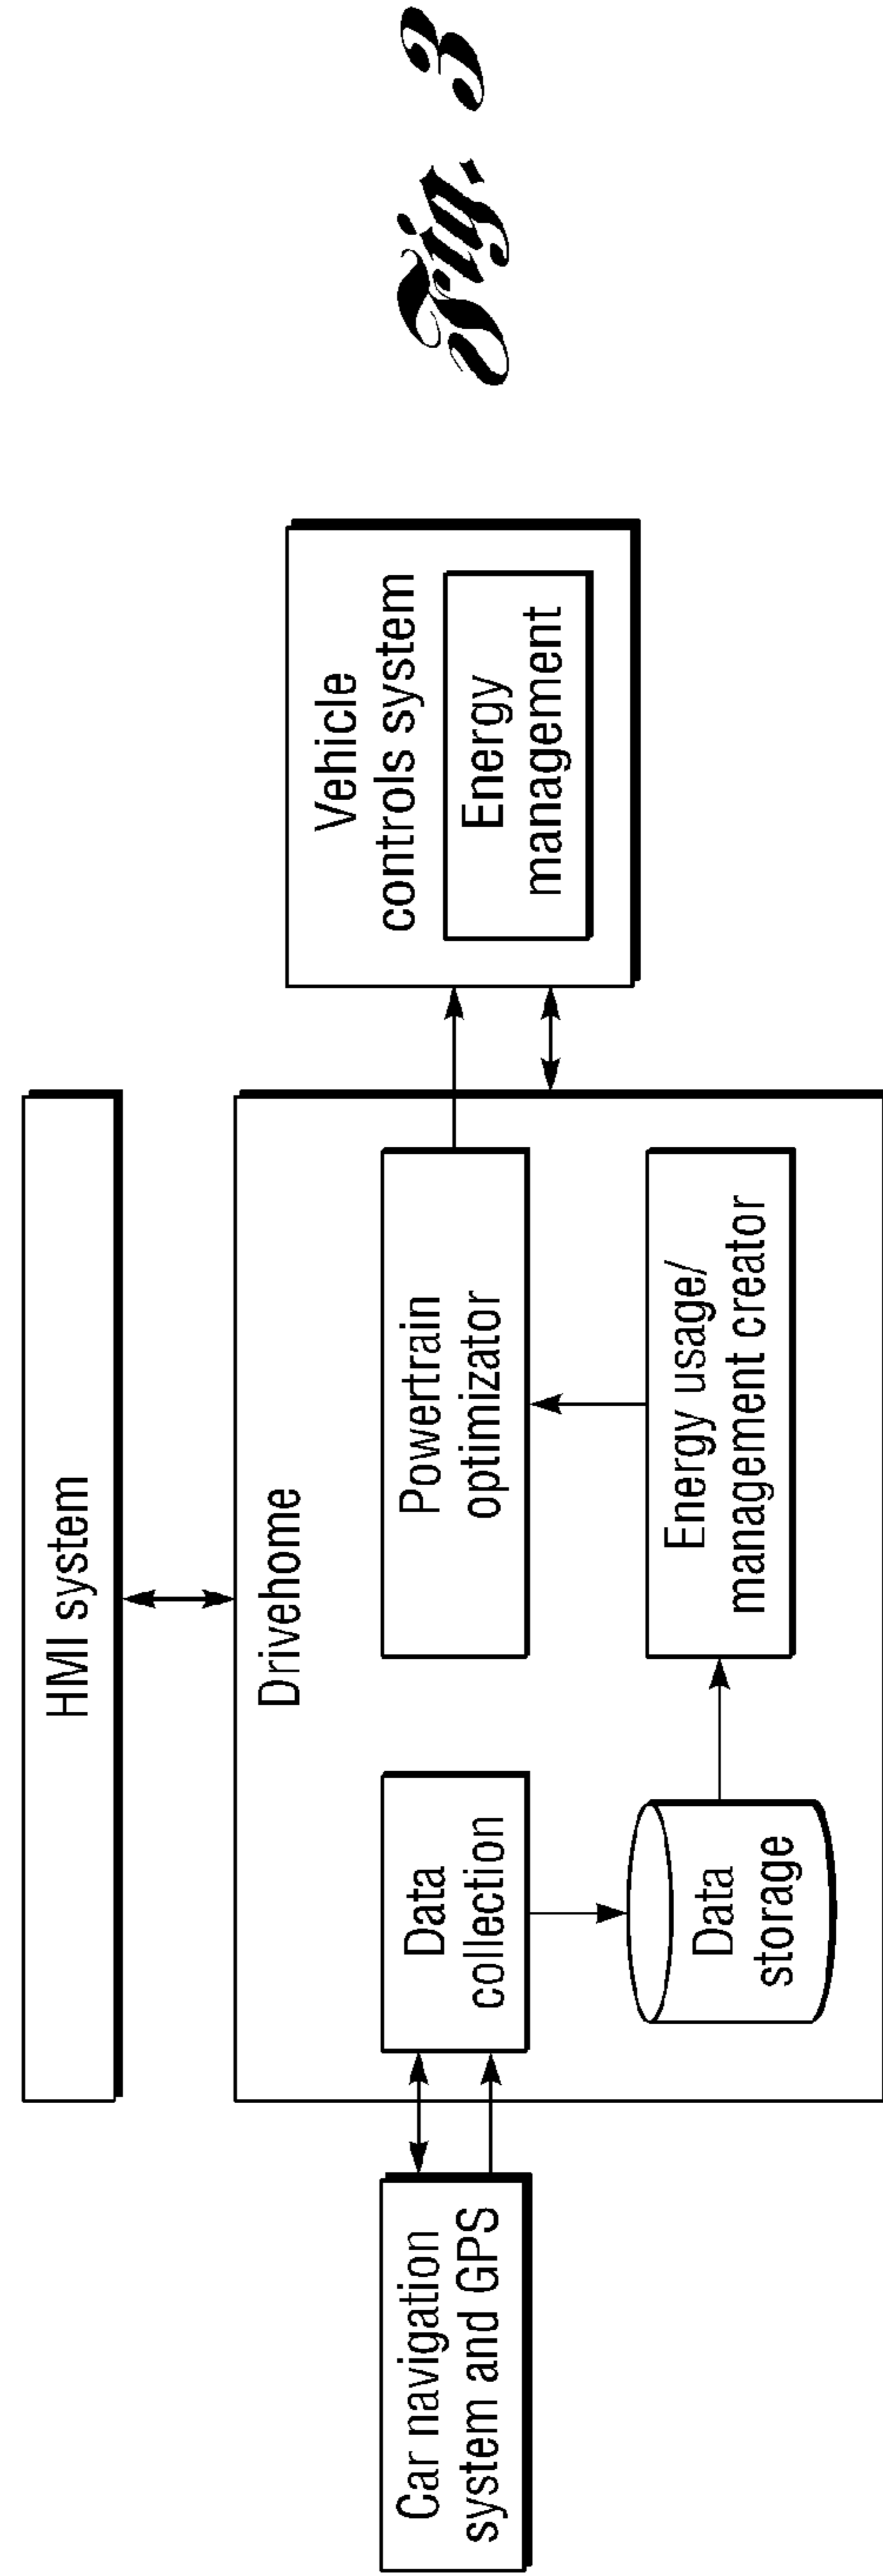 HMI system
Drivehome
Car navigation
system and GPS
Data
collection
Data
storage
Powertrain
optimizator
Energy usage/
management creator
Vehicle
controls system
Energy
management
Fig. 3